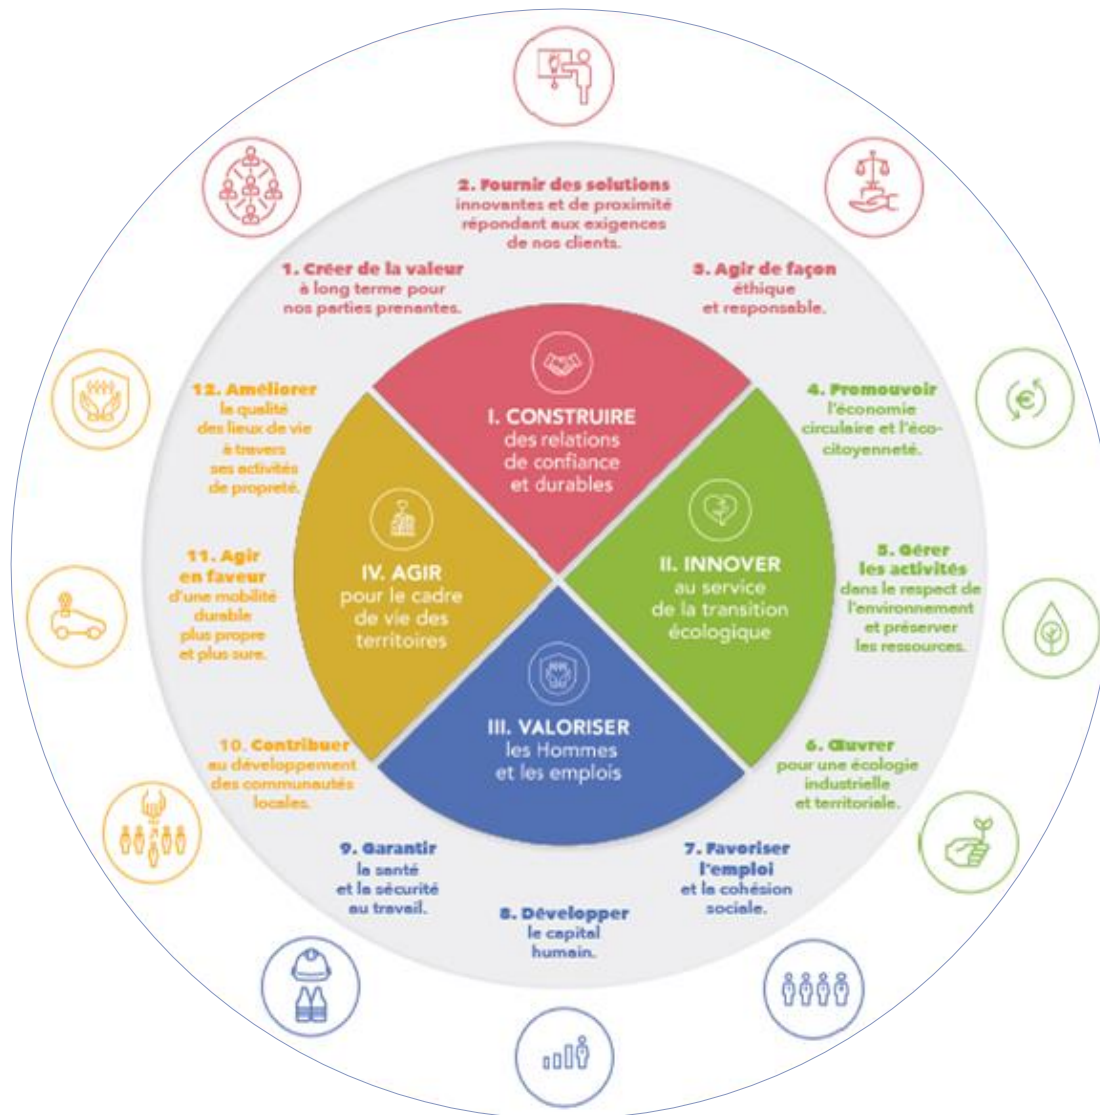 2. Fournir des solutions
innovantes et de proximité
répondant aux exigences
de nos clients.
1. Créer de la valeur
à long terme pour
nos parties prenantes.
3. Agir de façon
éthique
et responsable.
12. Améliorer
la qualité
des lieux de vie
à travers
ses activités
de propreté.
4. Promouvoir
l'économie
circulaire et l'éco-
citoyenneté.
I. CONSTRUIRE
des relations
de confiance
et durables
11. Agir
en faveur
d'une mobilité
durable
plus propre
et plus sure.
IV. AGIR
pour le cadre
de vie des
territoires
II. INNOVER
au service
de la transition
écologique
5. Gérer
les activités
dans le respect de
l'environnement
et préserver
les ressources.
III. VALORISER
les Hommes
et les emplois
10. Contribuer
au développement
des communautés
locales.
6. Œuvrer
pour une écologie
industrielle
et territoriale.
9. Garantir
la santé
et la sécurité
au travail.
8. Développer
le capital
humain.
7. Favoriser
l'emploi
et la cohésion
sociale.
€